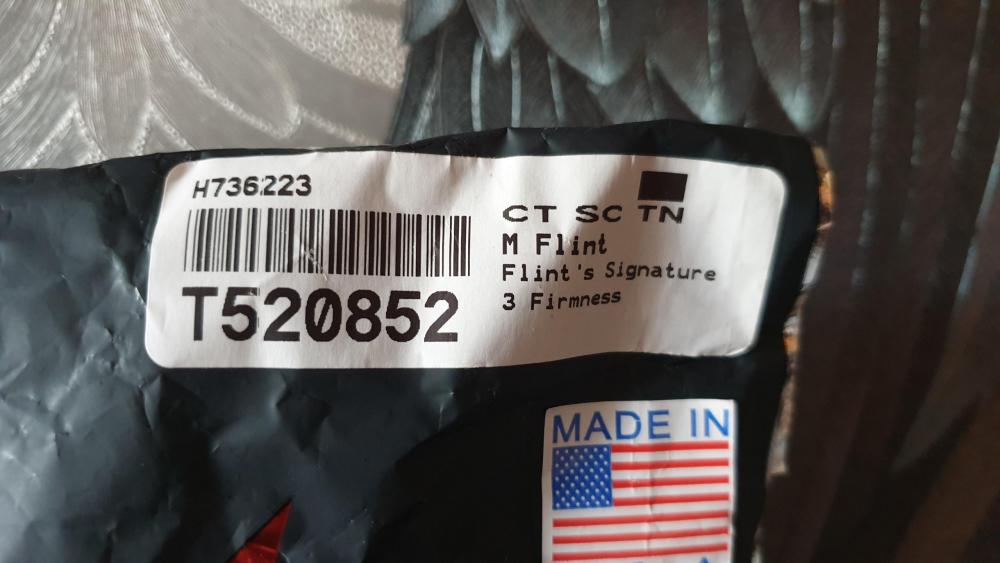 H736223
T520852
CT SC TN
M Flint
Flint's Signature
3 Firmness
MADE IN